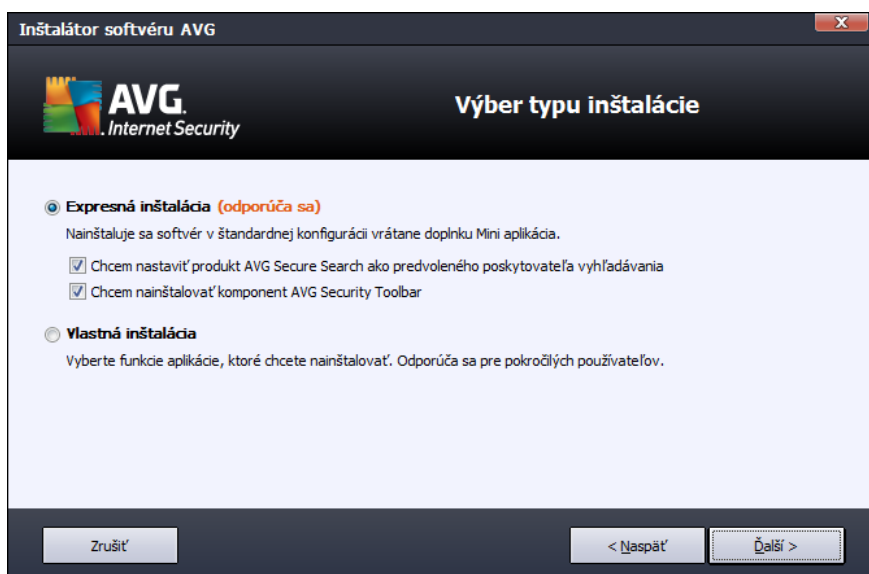 Inštalátor softvéru AVG
X
AVG.
Internet Security
Výber typu inštalácie
Expresná inštalácia (odporúča sa)
Nainštaluje sa softvér v štandardnej konfigurácii vrátane doplnku Mini aplikácia.
Chcem nastaviť produkt AVG Secure Search ako predvoleného poskytovateľa vyhľadávania
Chcem nainštalovať komponent AVG Security Toolbar
Vlastná inštalácia
Vyberte funkcie aplikácie, ktoré chcete nainštalovať. Odporúča sa pre pokročilých používateľov.
Zrušiť
< Naspäť
Ďalší >